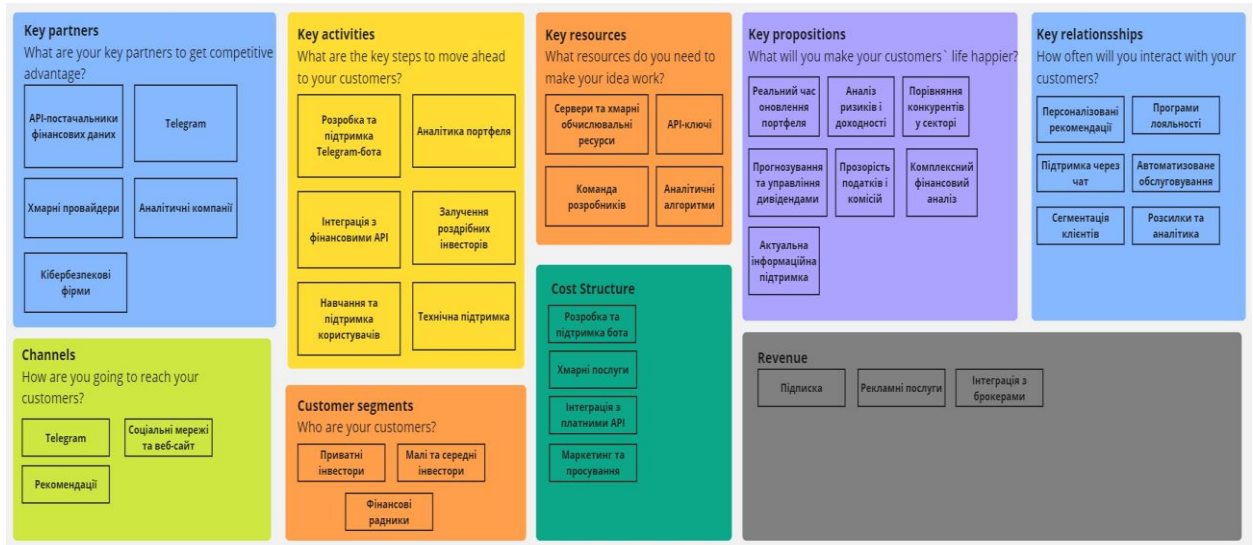 Key partners
What are your key partners to get competitive
advantage?
API-постачальники
фінансових даних
Telegram
Хмарні провайдери
Аналітичні компанії
Кібербезпекові
фірми
Key activities
What are the key steps to move ahead
to your customers?
Розробка та
підтримка
Telegram-бота
Аналітика портфеля
Інтеграція з
фінансовими API
Залучення
роздрібних
інвесторів
Навчання та
підтримка
користувачів
Технічна підтримка
Key resources
What resources do you need to
make your idea work?
Сервери та хмарні
обчислювальні
ресурси
API-ключі
Команда
розробників
Аналітичні
алгоритми
Key propositions
What will you make your customers` life happier?
Реальний час
оновлення
портфеля
Аналіз
ризиків і
доходності
Порівняння
конкурентів
у секторі
Прогнозування
та управління
дивідендами
Прозорість
податків і
комісій
Комплексний
фінансовий
аналіз
Актуальна
інформаційна
підтримка
Key relationsships
How often will you interact with your
customers?
Персоналізовані
рекомендації
Програми
лояльності
Підтримка через
чат
Автоматизоване
обслуговування
Сегментація
клієнтів
Розсилки та
аналітика
Channels
How are you going to reach your
customers?
Telegram
Соціальні мережі
та веб-сайт
Рекомендації
Customer segments
Who are your customers?
Приватні
інвестори
Малі та середні
інвестори
Фінансові
радники
Cost Structure
Розробка та
підтримка бота
Хмарні послуги
Інтеграція з
платними API
Маркетинг та
просування
Revenue
Підписка
Рекламні послуги
Інтеграція з
брокерами